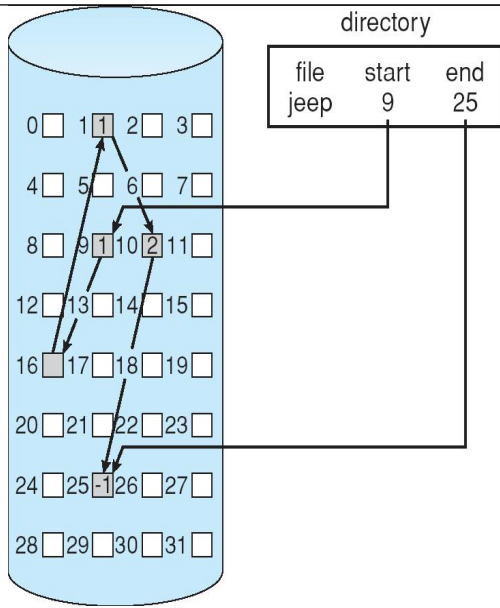 directory
file start end
jeep 9 25
0 1 1 2 3
4 5 6 7
8 9 1 10 2 11
12 13 14 15
16 17 18 19
20 21 22 23
24 25 -1 26 27
28 29 30 31